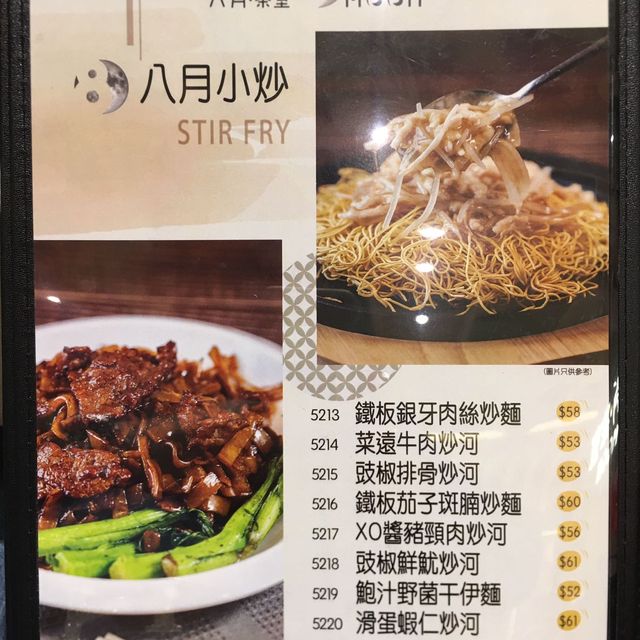 八月小炒
STIR FRY
(圖片只供參考)
5213 鐵板銀牙肉絲炒麵 $58
5214 菜遠牛肉炒河 $53
5215 豉椒排骨炒河 $53
5216 鐵板茄子斑腩炒麵 $60
5217 XO醬豬頸肉炒河 $56
5218 豉椒鮮魷炒河 $61
5219 鮑汁野菌干伊麵 $52
5220 滑蛋蝦仁炒河 $61